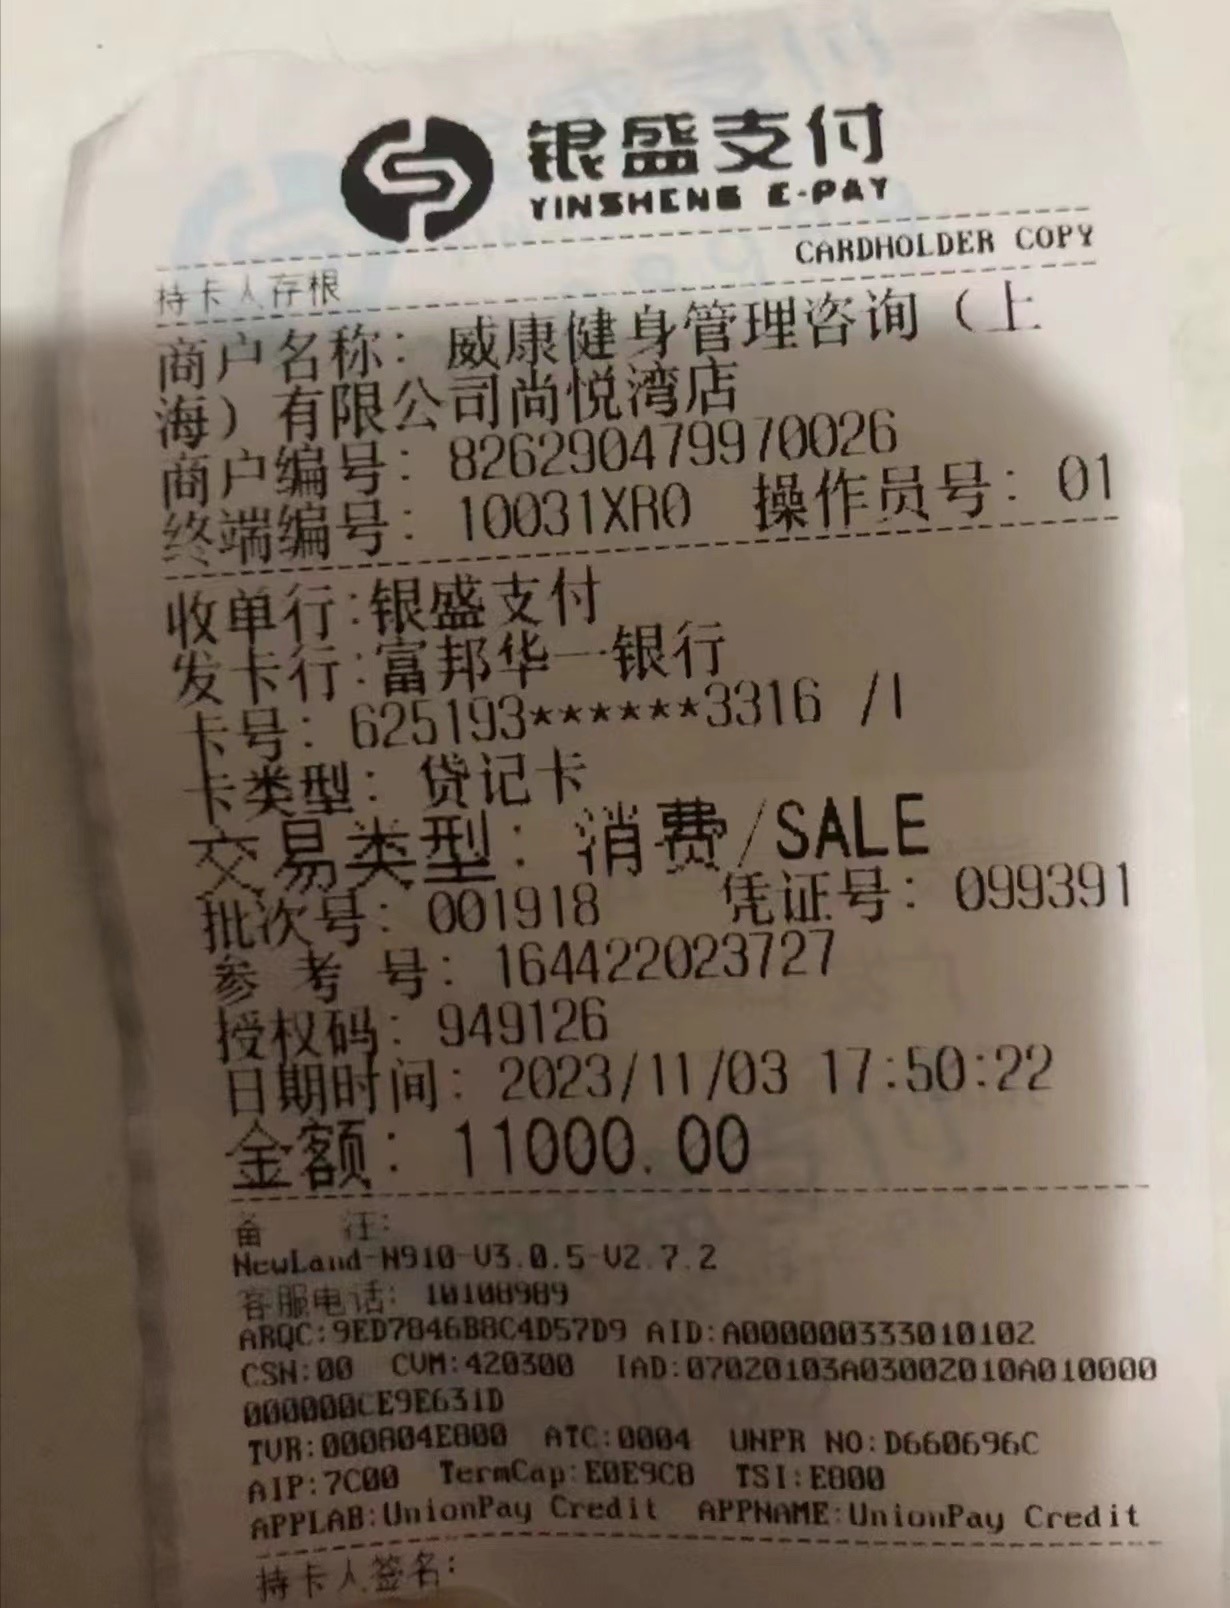 银盛支付
YINSHENG E-PAY
CARDHOLDER COPY
持卡人存根
商户名称：威康健身管理咨询（上
海）有限公司尚悦湾店
商户编号：826290479970026
终端编号：10031XR0 操作员号：01
收单行:银盛支付
发卡行:富邦华一银行
卡号：625193******3316 /I
卡类型：贷记卡
交易类型：消费/SALE
批次号：001918 凭证号：099391
参 考 号：164422023727
授权码：949126
日期时间：2023/11/03 17:50:22
金额：11000.00
备 注:
NewLand-N910-V3.0.5-V2.7.2
客服电话: 10108989
ARQC:9ED7846B8C4D57D9 AID:A000000333010102
CSN:00 CVM:420300 IAD:07020103A03002010A010000
000000CE9E631D
TVR:000804E800 ATC:0004 UNPR NO:D660696C
AIP:7C00 TermCap:E0E9C8 TSI:E800
APPLAB:UnionPay Credit APPNAME:UnionPay Credit
持卡人签名: